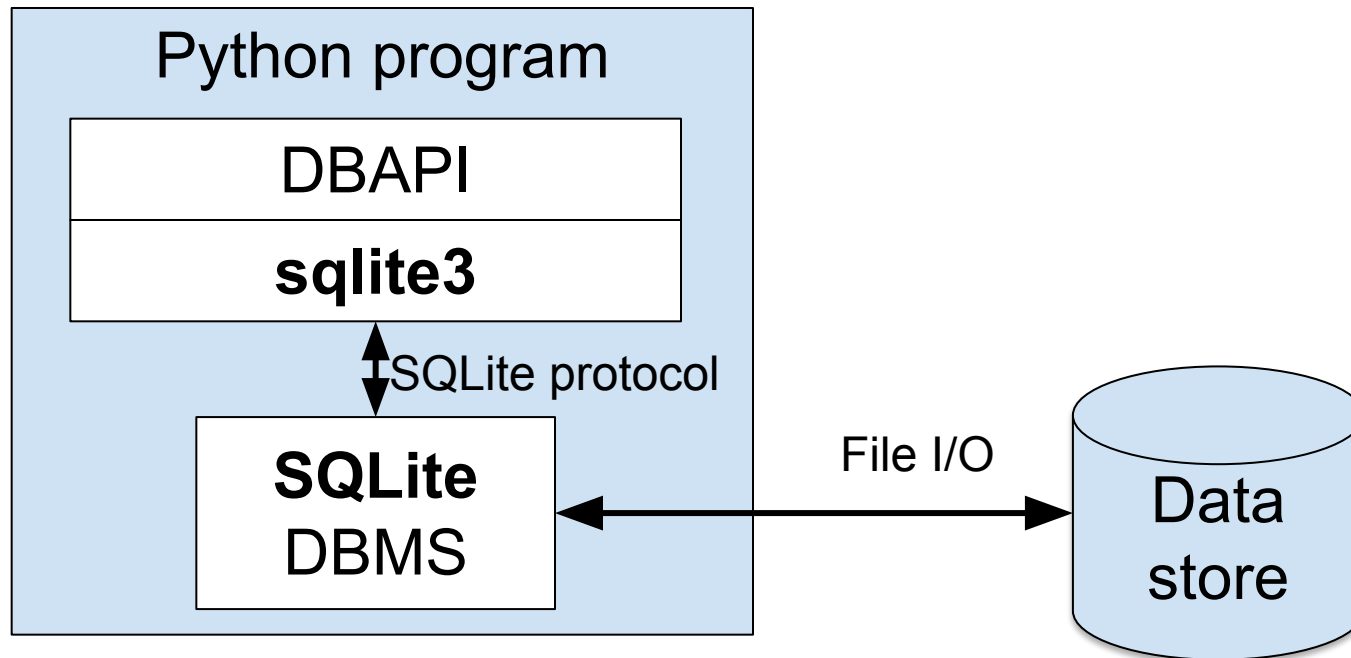 Python program
DBAPI
sqlite3
SQLite protocol
SQLite
DBMS
File I/O
Data
store